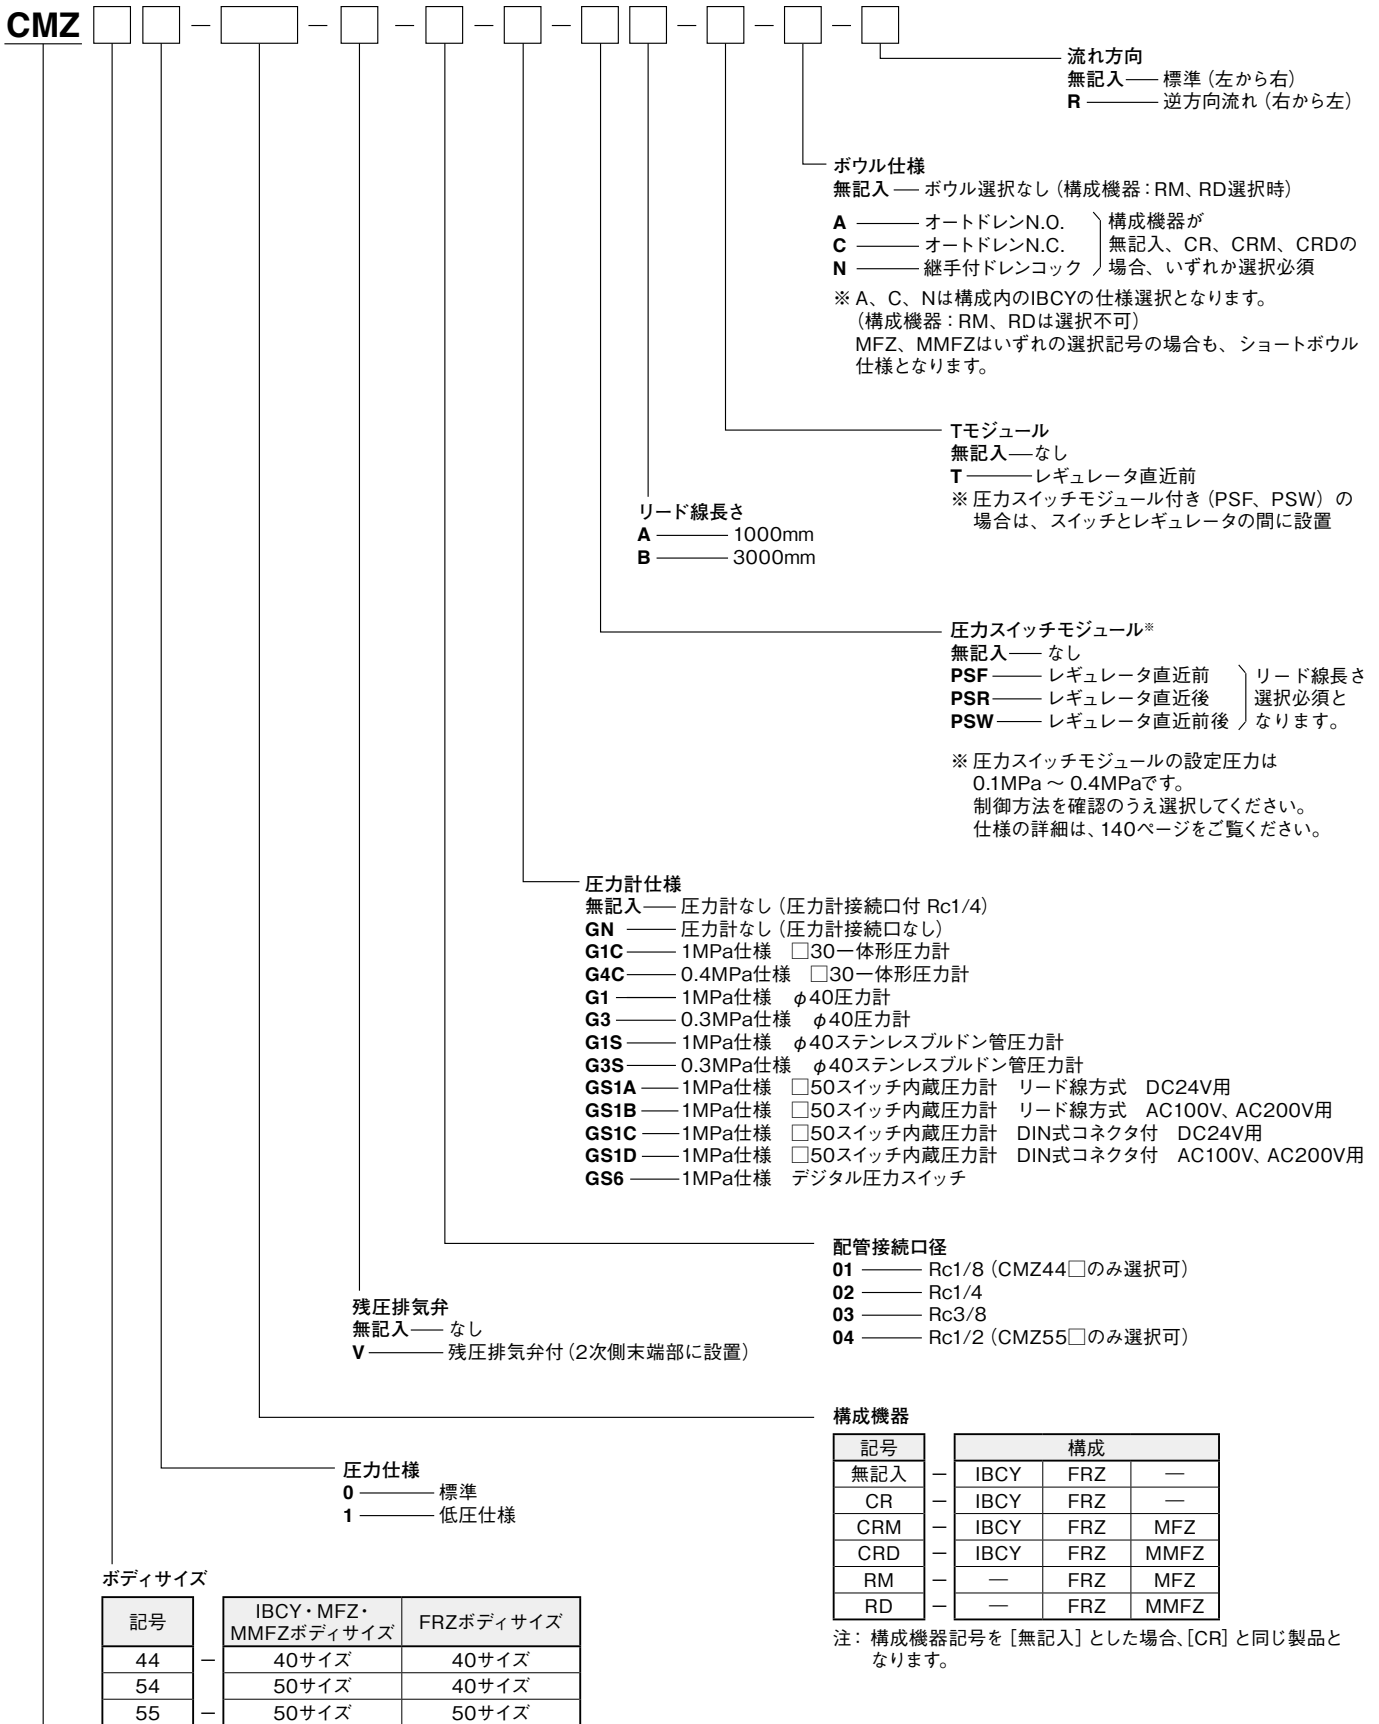 CMZ □ □ － □ － □ － □ － □ － □ □ － □ － □ － □
流れ方向
無記入 ── 標準（左から右）
R ─── 逆方向流れ（右から左）
ボウル仕様
無記入 ── ボウル選択なし（構成機器：RM、RD選択時）
A ─── オートドレンN.O.
C ─── オートドレンN.C.
N ─── 継手付ドレンコック
構成機器が
無記入、CR、CRM、CRDの
場合、いずれか選択必須
※ A、C、Nは構成内のIBCYの仕様選択となります。
（構成機器：RM、RDは選択不可）
MFZ、MMFZはいずれの選択記号の場合も、ショートボウル
仕様となります。
Tモジュール
無記入 ── なし
T ─── レギュレータ直近前
※ 圧力スイッチモジュール付き（PSF、PSW）の
場合は、スイッチとレギュレータの間に設置
リード線長さ
A ─── 1000mm
B ─── 3000mm
圧力スイッチモジュール※
無記入 ── なし
PSF ── レギュレータ直近前
PSR ── レギュレータ直近後
PSW ── レギュレータ直近前後
リード線長さ
選択必須と
なります。
※ 圧力スイッチモジュールの設定圧力は
0.1MPa ～ 0.4MPaです。
制御方法を確認のうえ選択してください。
仕様の詳細は、140ページをご覧ください。
圧力計仕様
無記入 ── 圧力計なし（圧力計接続口付 Rc1/4）
GN ── 圧力計なし（圧力計接続口なし）
G1C ── 1MPa仕様　□30一体形圧力計
G4C ── 0.4MPa仕様　□30一体形圧力計
G1 ── 1MPa仕様　φ40圧力計
G3 ── 0.3MPa仕様　φ40圧力計
G1S ── 1MPa仕様　φ40ステンレスブルドン管圧力計
G3S ── 0.3MPa仕様　φ40ステンレスブルドン管圧力計
GS1A ── 1MPa仕様　□50スイッチ内蔵圧力計　リード線方式　DC24V用
GS1B ── 1MPa仕様　□50スイッチ内蔵圧力計　リード線方式　AC100V、AC200V用
GS1C ── 1MPa仕様　□50スイッチ内蔵圧力計　DIN式コネクタ付　DC24V用
GS1D ── 1MPa仕様　□50スイッチ内蔵圧力計　DIN式コネクタ付　AC100V、AC200V用
GS6 ── 1MPa仕様　デジタル圧力スイッチ
配管接続口径
01 ─── Rc1/8（CMZ44□のみ選択可）
02 ─── Rc1/4
03 ─── Rc3/8
04 ─── Rc1/2（CMZ55□のみ選択可）
残圧排気弁
無記入 ── なし
V ─── 残圧排気弁付（2次側末端部に設置）
構成機器
記号 構成
無記入 － IBCY FRZ —
CR － IBCY FRZ —
CRM － IBCY FRZ MFZ
CRD － IBCY FRZ MMFZ
RM － — FRZ MFZ
RD － — FRZ MMFZ
注： 構成機器記号を［無記入］とした場合、［CR］と同じ製品と
なります。
圧力仕様
0 ─── 標準
1 ─── 低圧仕様
ボディサイズ
記号 IBCY・MFZ・ FRZボディサイズ
MMFZボディサイズ
44 － 40サイズ 40サイズ
54 50サイズ 40サイズ
55 － 50サイズ 50サイズ